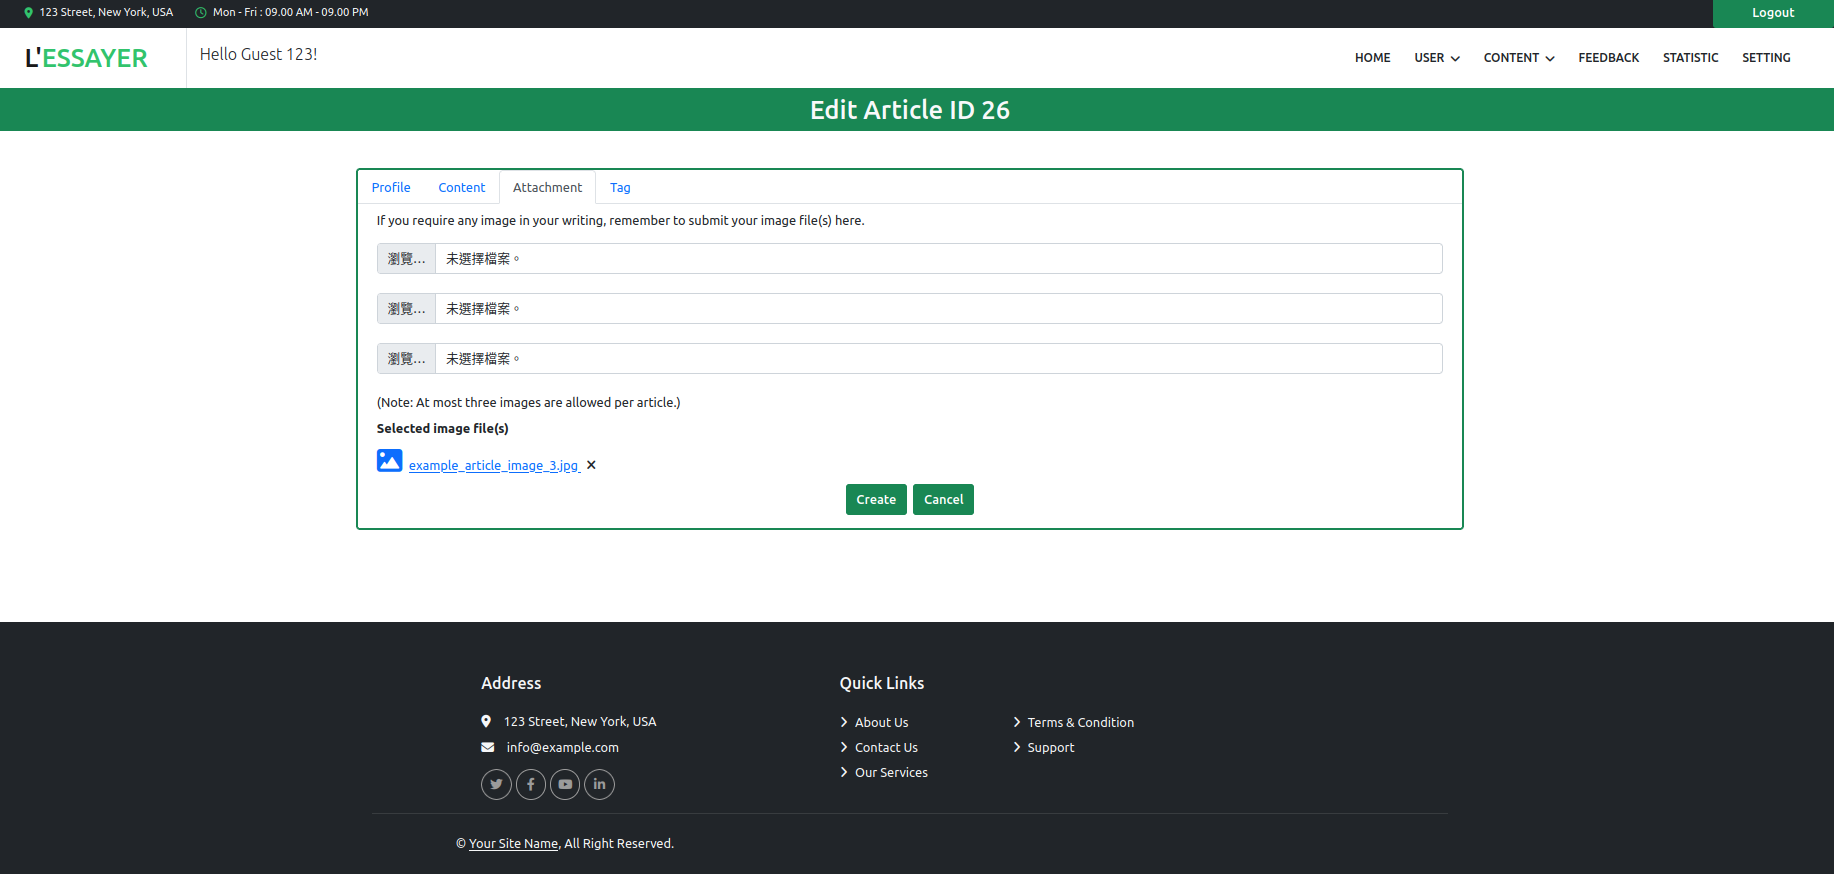 123 Street, New York, USA Mon - Fri : 09.00 AM - 09.00 PM Logout
L'ESSAYER Hello Guest 123! HOME USER CONTENT FEEDBACK STATISTIC SETTING
Edit Article ID 26
Profile Content Attachment Tag
If you require any image in your writing, remember to submit your image file(s) here.
瀏覽... 未選擇檔案。
瀏覽... 未選擇檔案。
瀏覽... 未選擇檔案。
(Note: At most three images are allowed per article.)
Selected image file(s)
example_article_image_3.jpg ×
Create Cancel
Address
123 Street, New York, USA
info@example.com
Quick Links
About Us
Contact Us
Our Services
Terms & Condition
Support
© Your Site Name, All Right Reserved.